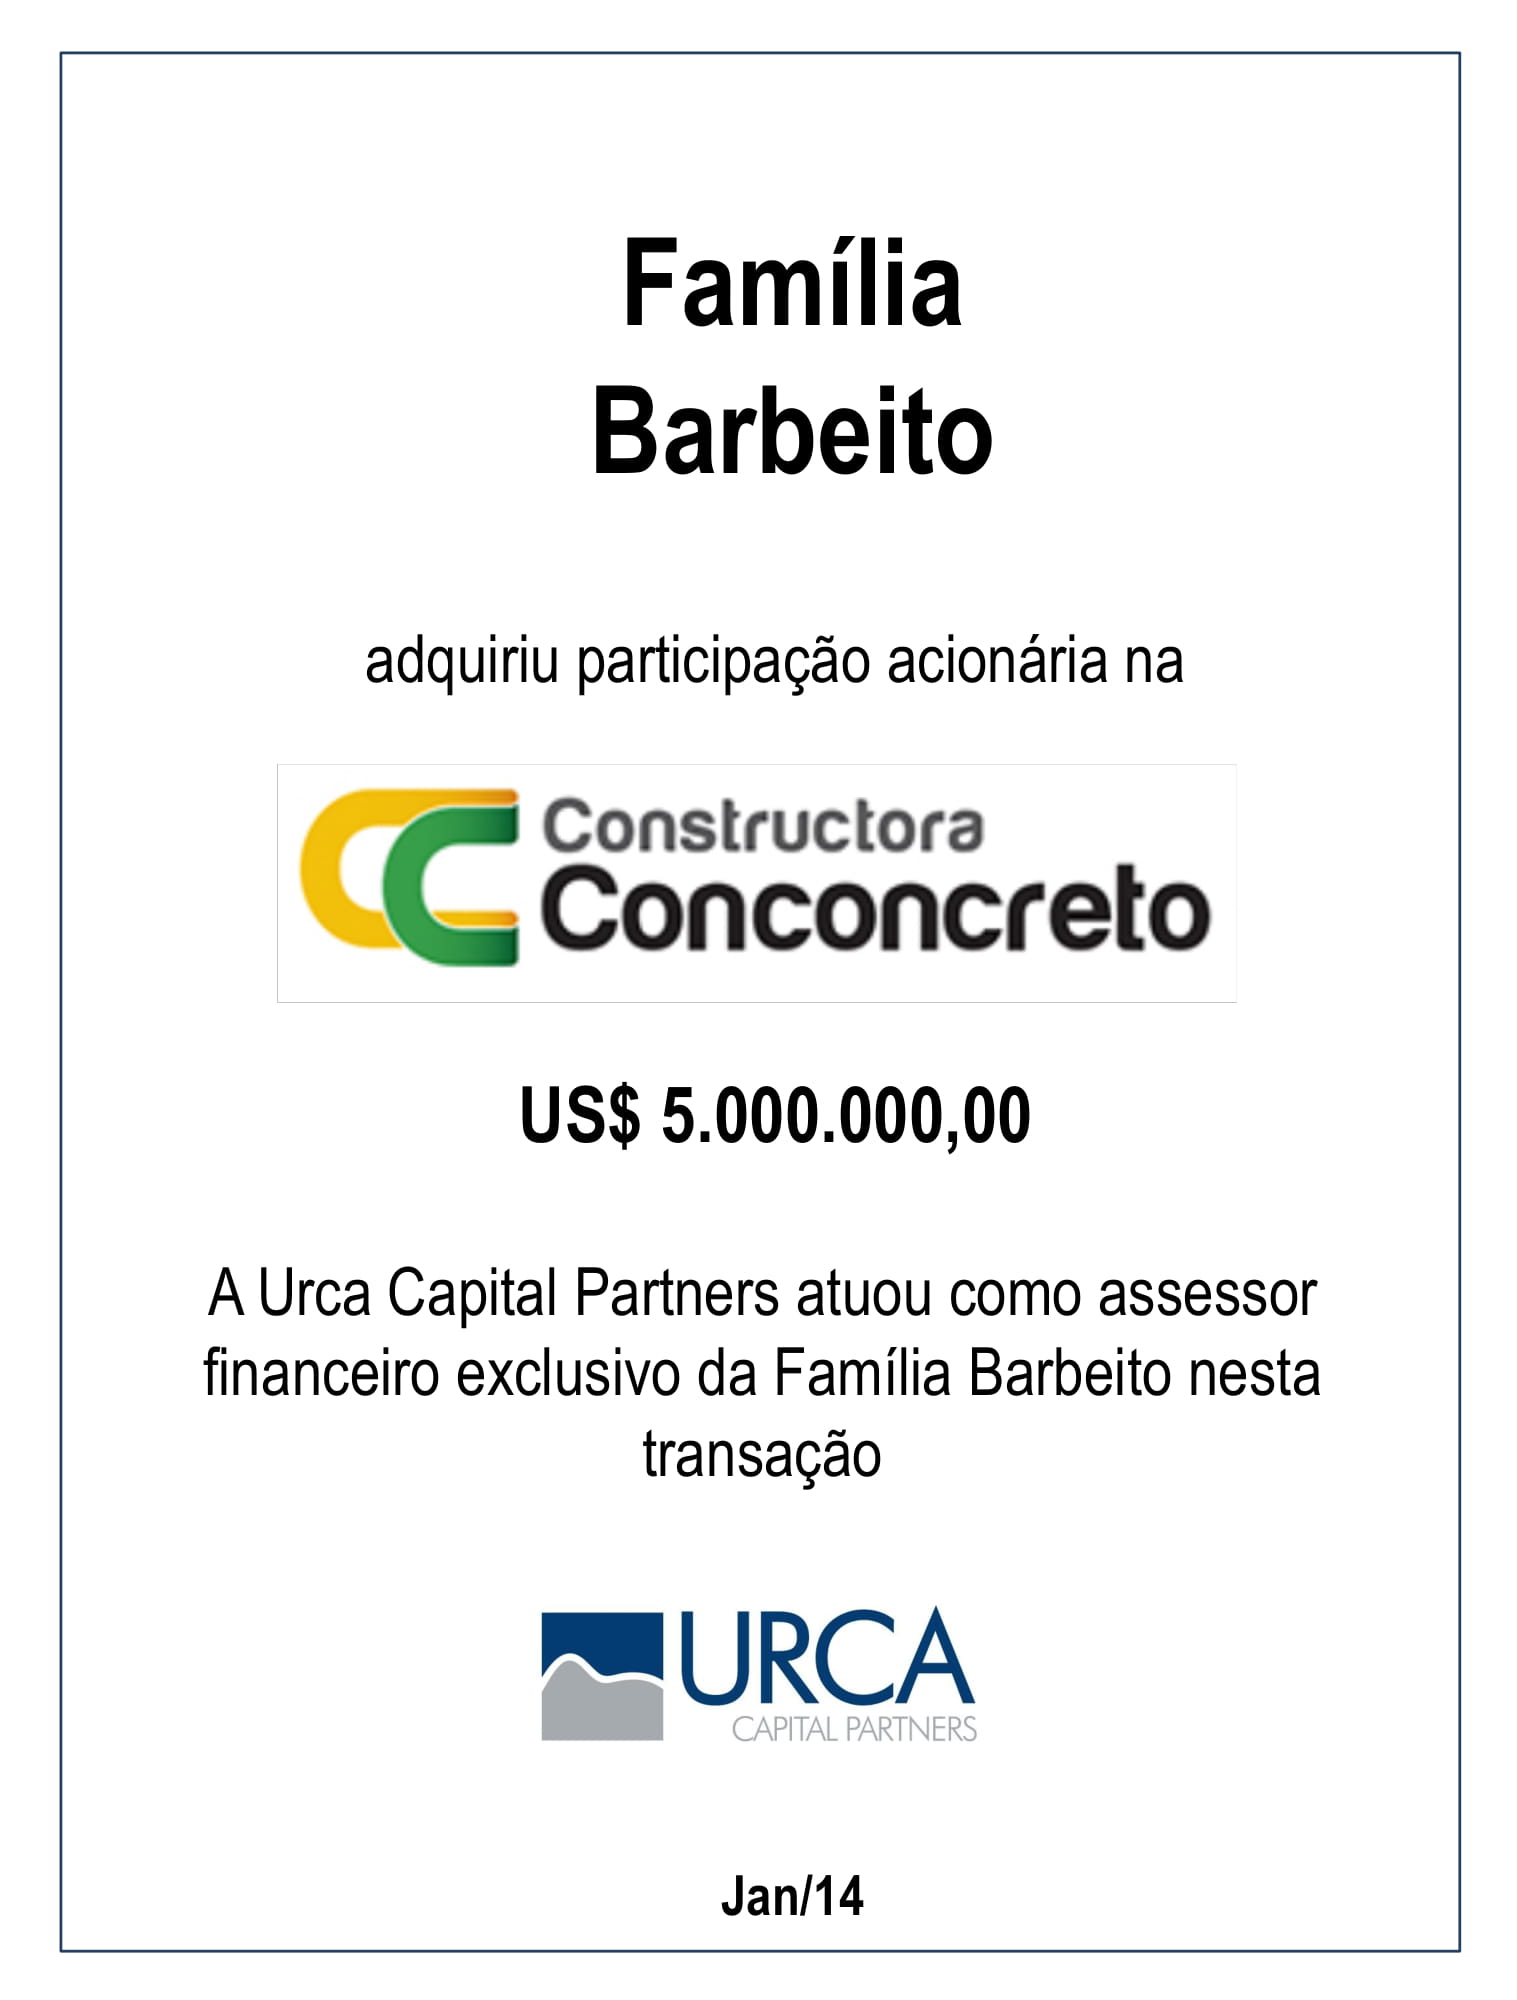 Família
Barbeito
adquiriu participação acionária na
Constructora
Conconcreto
US$ 5.000.000,00
A Urca Capital Partners atuou como assessor
financeiro exclusivo da Família Barbeito nesta
transação
URCA
CAPITAL PARTNERS
Jan/14